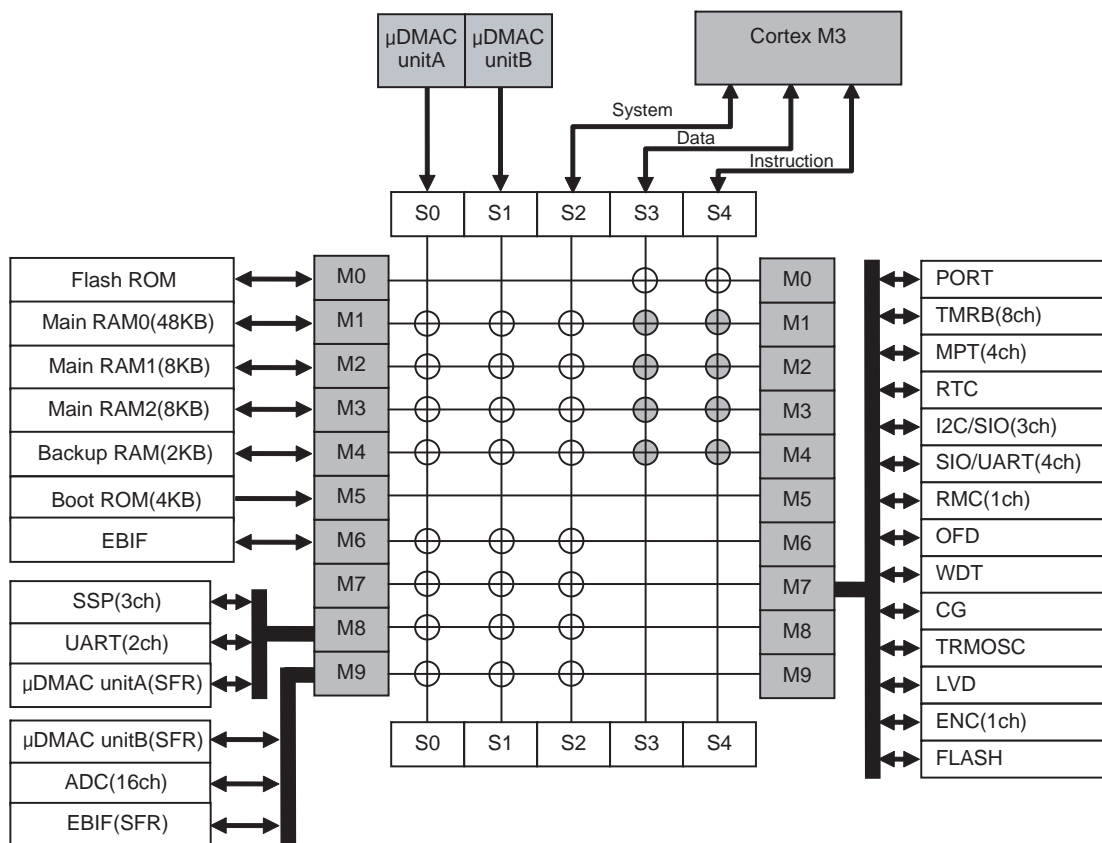 µDMAC
unitA
µDMAC
unitB
Cortex M3
System
Data
Instruction
S0
S1
S2
S3
S4
Flash ROM
Main RAM0(48KB)
Main RAM1(8KB)
Main RAM2(8KB)
Backup RAM(2KB)
Boot ROM(4KB)
EBIF
SSP(3ch)
UART(2ch)
µDMAC unitA(SFR)
µDMAC unitB(SFR)
ADC(16ch)
EBIF(SFR)
M0
M1
M2
M3
M4
M5
M6
M7
M8
M9
M0
M1
M2
M3
M4
M5
M6
M7
M8
M9
S0
S1
S2
S3
S4
PORT
TMRB(8ch)
MPT(4ch)
RTC
I2C/SIO(3ch)
SIO/UART(4ch)
RMC(1ch)
OFD
WDT
CG
TRMOSC
LVD
ENC(1ch)
FLASH